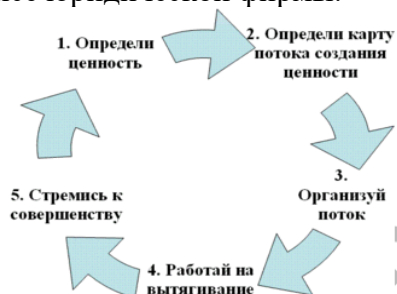 1. Определи
ценность
2. Определи карту
потока создания
ценности
3.
Организуй
поток
4. Работай на
вытягивание
5. Стремись к
совершенству